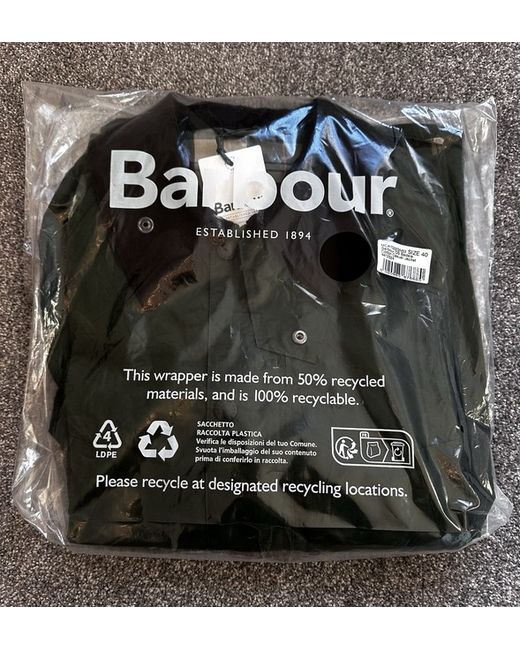 Barbour®
ESTABLISHED 1894
SIZE 40
This wrapper is made from 50% recycled
materials, and is 100% recyclable.
4
LDPE
SACCHETTO
RACCOLTA PLASTICA
Verifica le disposizioni del tuo Comune.
Svuota l'imballaggio del suo contenuto
prima di conferirlo in raccolta.
Please recycle at designated recycling locations.